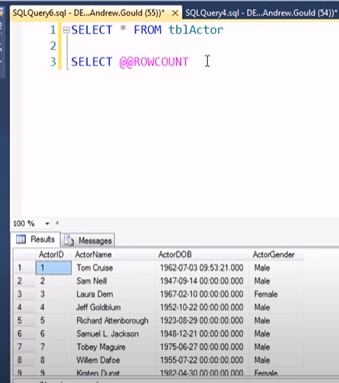 SQLQuery6.sql - DE...Andrew.Gould (55))* × SQLQuery4.sql - DE...Andrew.Gould (54))*
1 SELECT * FROM tblActor
2
3 SELECT @@ROWCOUNT
100 %
Results Messages
ActorID ActorName ActorDOB ActorGender
1 1 Tom Cruise 1962-07-03 09:53:21.000 Male
2 2 Sam Neill 1947-09-14 00:00:00.000 Male
3 3 Laura Dern 1967-02-10 00:00:00.000 Female
4 4 Jeff Goldblum 1952-10-22 00:00:00.000 Male
5 5 Richard Attenborough 1923-08-29 00:00:00.000 Male
6 6 Samuel L. Jackson 1948-12-21 00:00:00.000 Male
7 7 Tobey Maguire 1975-06-27 00:00:00.000 Male
8 8 Willem Dafoe 1955-07-22 00:00:00.000 Male
9 9 Kirsten Dunst 1982-04-30 00:00:00.000 Female